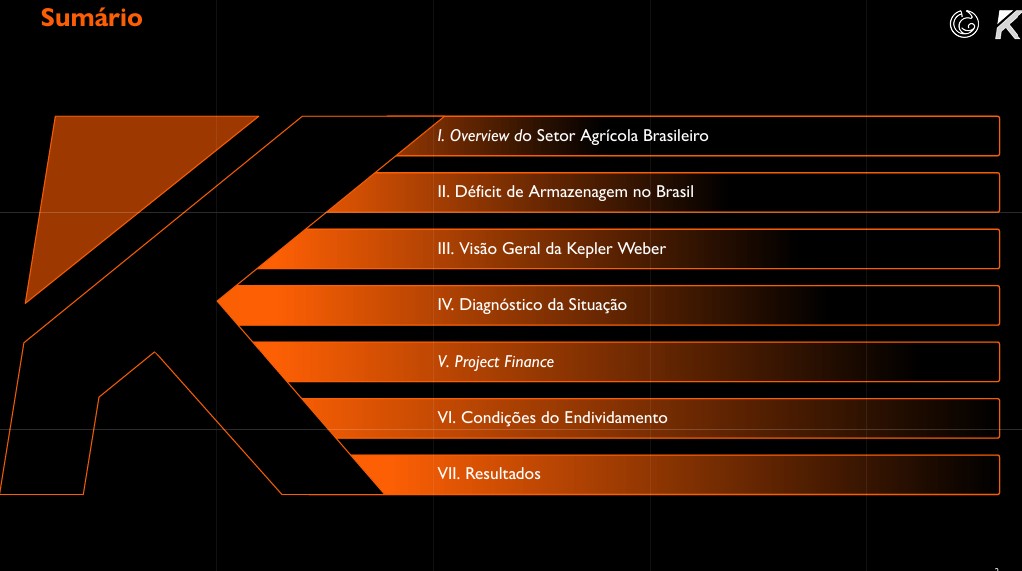 Sumário
I. Overview do Setor Agrícola Brasileiro
II. Déficit de Armazenagem no Brasil
III. Visão Geral da Kepler Weber
IV. Diagnóstico da Situação
V. Project Finance
VI. Condições do Endividamento
VII. Resultados